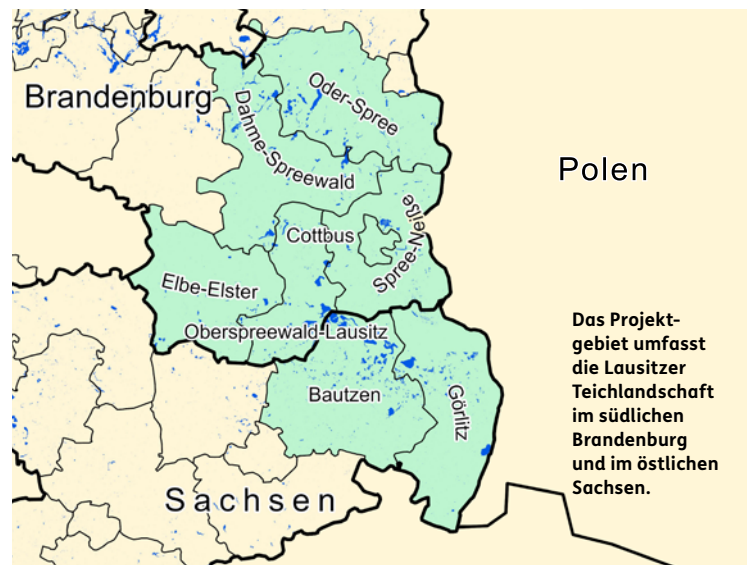 Brandenburg
Oder-Spree
Dahme-Spreewald
Polen
Spree-Neiße
Cottbus
Elbe-Elster
Oberspreewald-Lausitz
Bautzen
Görlitz
Sachsen
Das Projekt-
gebiet umfasst
die Lausitzer
Teichlandschaft
im südlichen
Brandenburg
und im östlichen
Sachsen.